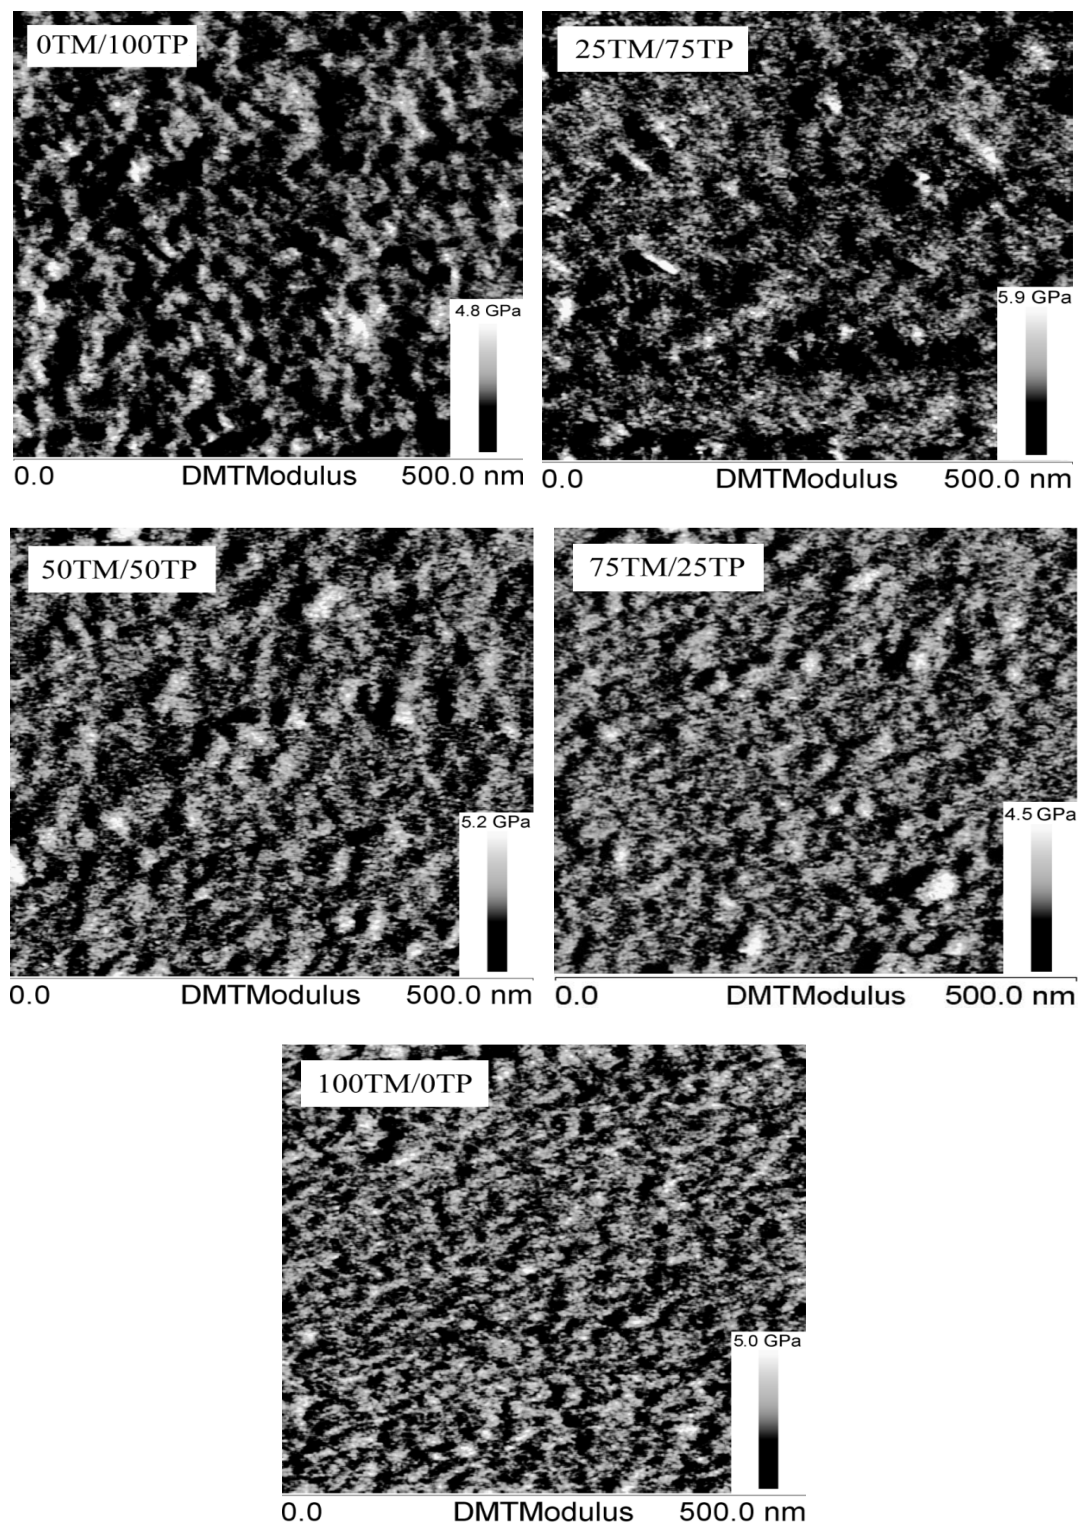 0TM/100TP
4.8 GPa
0.0 DMTModulus 500.0 nm
25TM/75TP
5.9 GPa
0.0 DMTModulus 500.0 nm
50TM/50TP
5.2 GPa
0.0 DMTModulus 500.0 nm
75TM/25TP
4.5 GPa
0.0 DMTModulus 500.0 nm
100TM/0TP
5.0 GPa
0.0 DMTModulus 500.0 nm